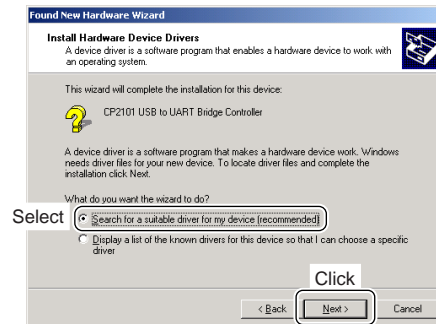 Found New Hardware Wizard
Install Hardware Device Drivers
A device driver is a software program that enables a hardware device to work with
an operating system.
This wizard will complete the installation for this device:
CP2101 USB to UART Bridge Controller
A device driver is a software program that makes a hardware device work. Windows
needs driver files for your new device. To locate driver files and complete the
installation click Next.
What do you want the wizard to do?
Select
Search for a suitable driver for my device (recommended)
Display a list of the known drivers for this device so that I can choose a specific
driver
Click
< Back
Next >
Cancel